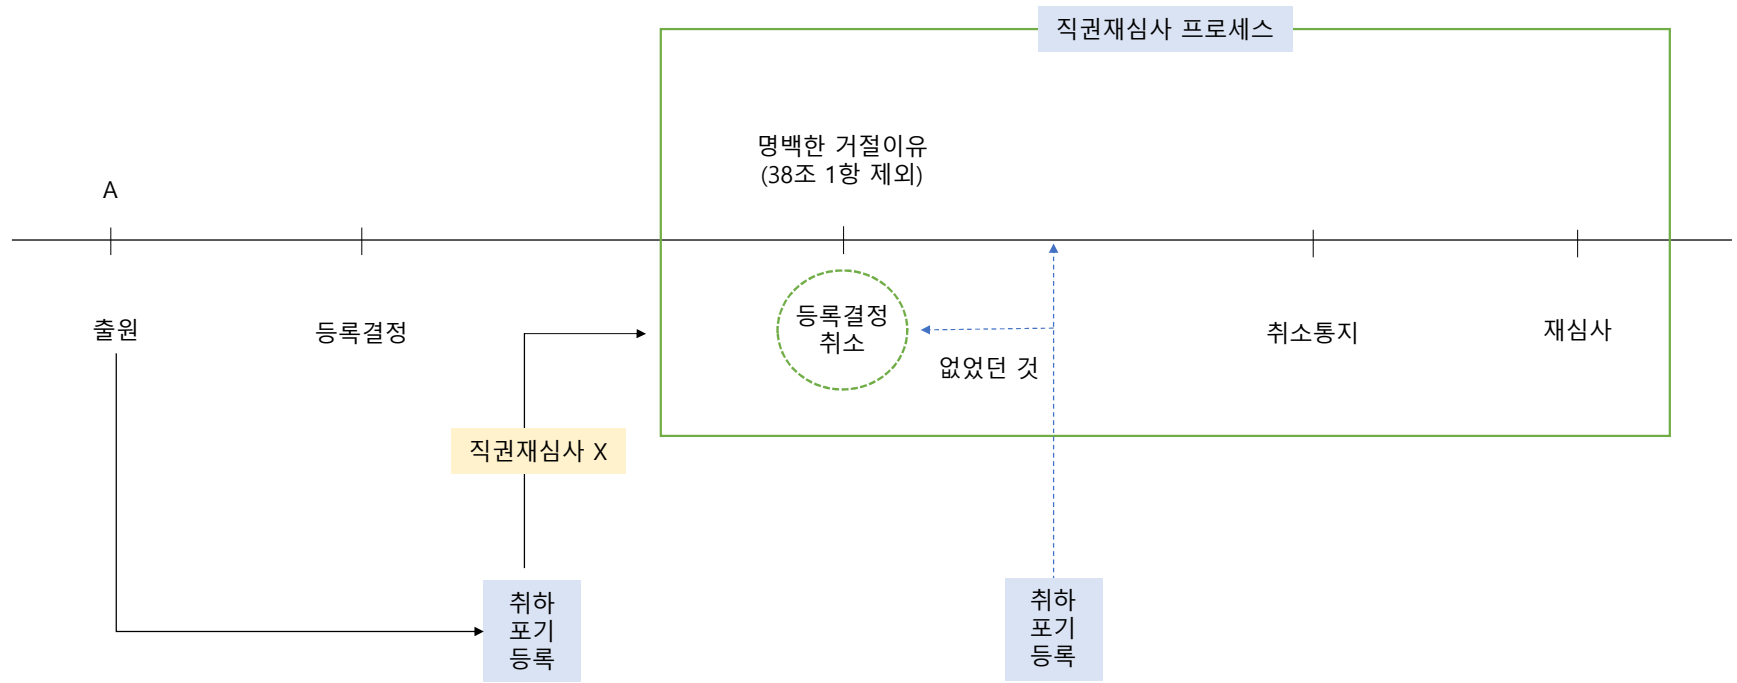 직권재심사 프로세스
명백한 거절이유
(38조 1항 제외)
A
출원
등록결정
등록결정
취소
없었던 것
취소통지
재심사
직권재심사 X
취하
포기
등록
취하
포기
등록